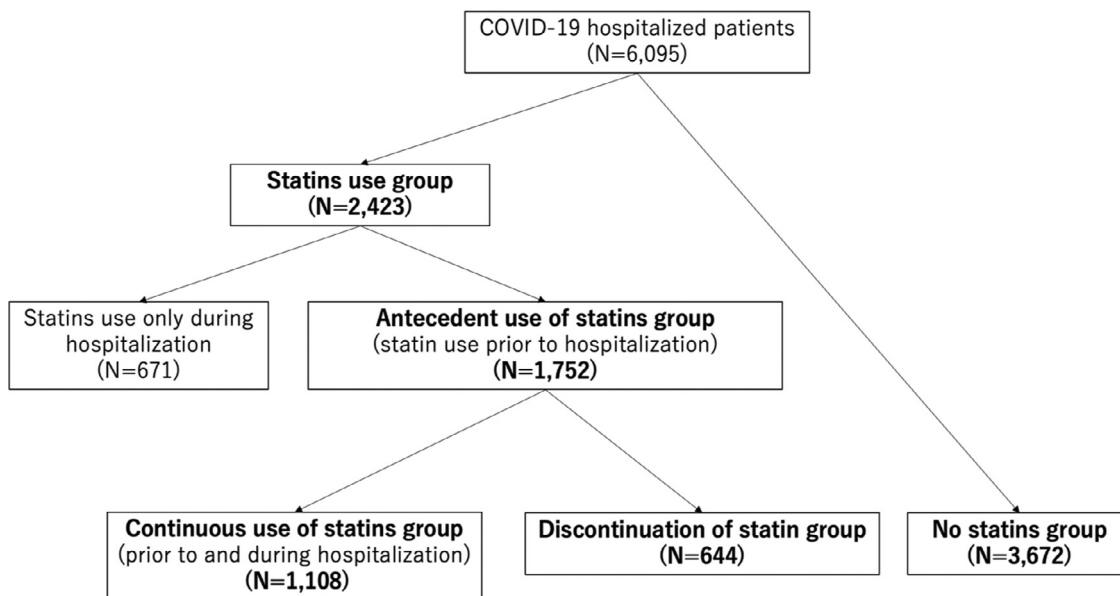 COVID-19 hospitalized patients
(N=6,095)
Statins use group
(N=2,423)
Statins use only during
hospitalization
(N=671)
Antecedent use of statins group
(statin use prior to hospitalization)
(N=1,752)
Continuous use of statins group
(prior to and during hospitalization)
(N=1,108)
Discontinuation of statin group
(N=644)
No statins group
(N=3,672)